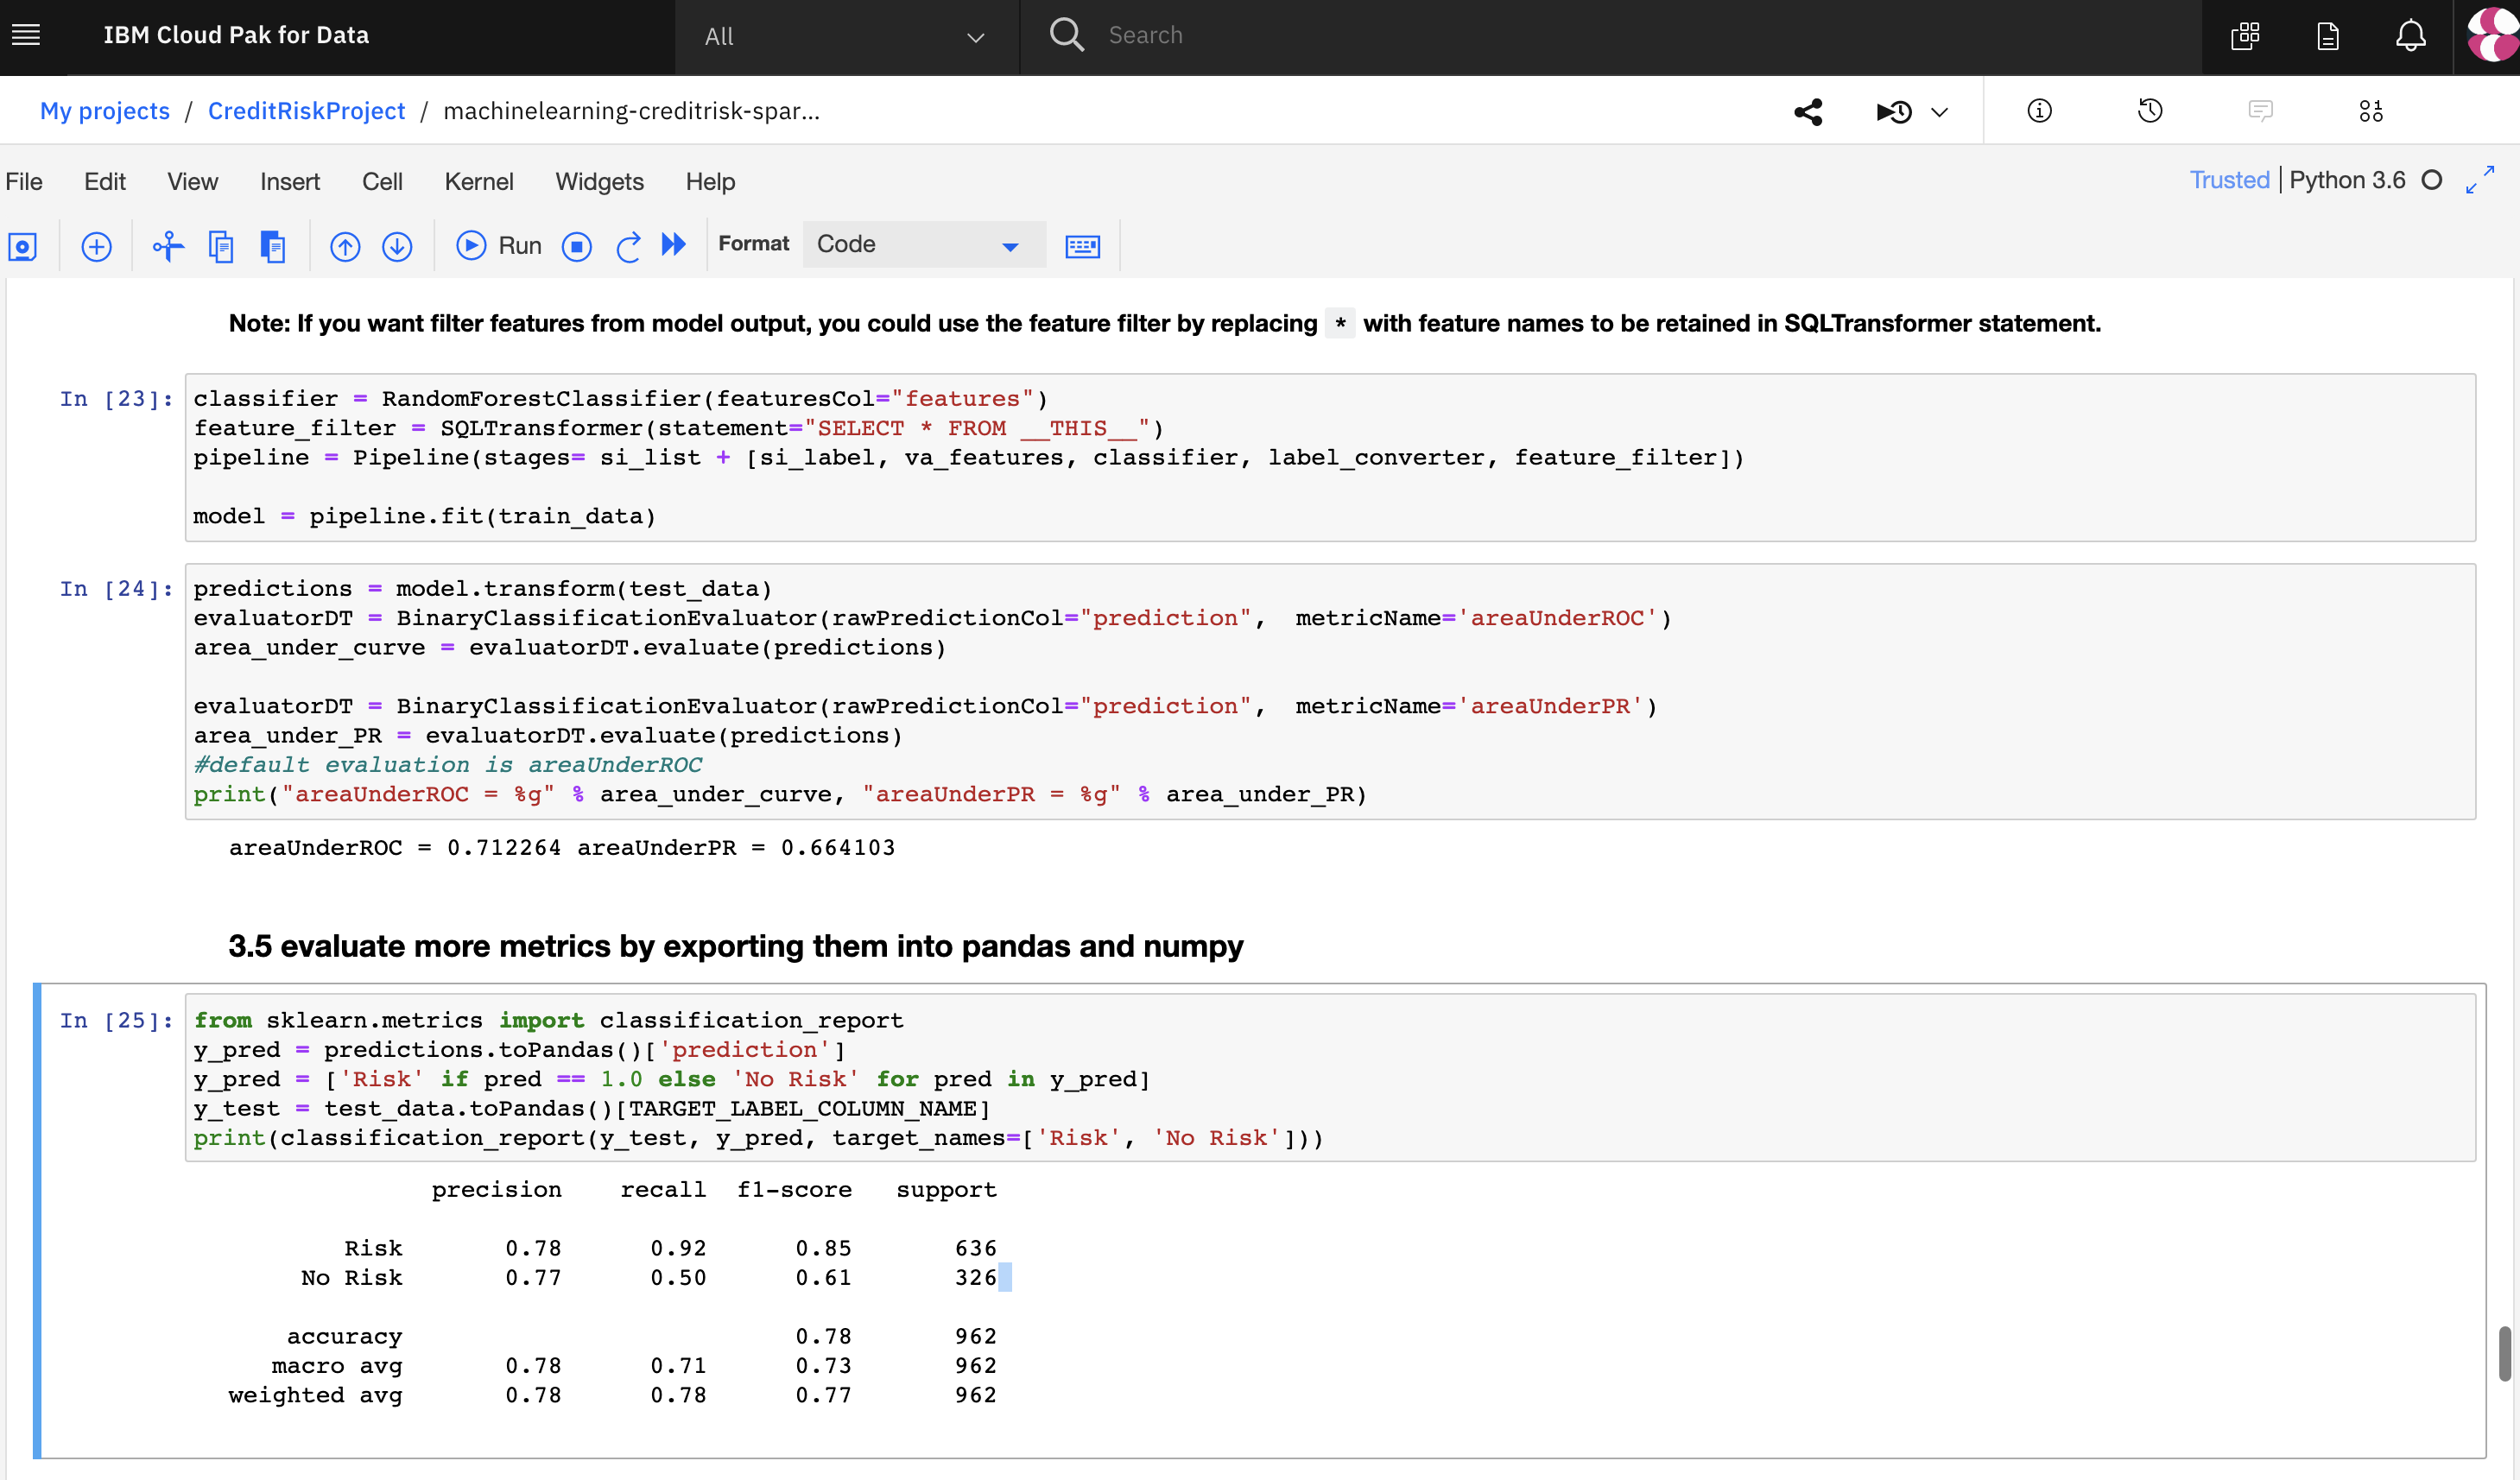 IBM Cloud Pak for Data
All
Search
My projects / CreditRiskProject / machinelearning-creditrisk-spar...
File Edit View Insert Cell Kernel Widgets Help
Trusted | Python 3.6
Run
Format
Code
Note: If you want filter features from model output, you could use the feature filter by replacing * with feature names to be retained in SQLTransformer statement.
In [23]:
classifier = RandomForestClassifier(featuresCol="features")
feature_filter = SQLTransformer(statement="SELECT * FROM __THIS__")
pipeline = Pipeline(stages= si_list + [si_label, va_features, classifier, label_converter, feature_filter])
model = pipeline.fit(train_data)
In [24]:
predictions = model.transform(test_data)
evaluatorDT = BinaryClassificationEvaluator(rawPredictionCol="prediction",  metricName='areaUnderROC')
area_under_curve = evaluatorDT.evaluate(predictions)
evaluatorDT = BinaryClassificationEvaluator(rawPredictionCol="prediction",  metricName='areaUnderPR')
area_under_PR = evaluatorDT.evaluate(predictions)
#default evaluation is areaUnderROC
print("areaUnderROC = %g" % area_under_curve, "areaUnderPR = %g" % area_under_PR)
areaUnderROC = 0.712264 areaUnderPR = 0.664103
3.5 evaluate more metrics by exporting them into pandas and numpy
In [25]:
from sklearn.metrics import classification_report
y_pred = predictions.toPandas()['prediction']
y_pred = ['Risk' if pred == 1.0 else 'No Risk' for pred in y_pred]
y_test = test_data.toPandas()[TARGET_LABEL_COLUMN_NAME]
print(classification_report(y_test, y_pred, target_names=['Risk', 'No Risk']))
precision recall f1-score support
Risk 0.78 0.92 0.85 636
No Risk 0.77 0.50 0.61 326
accuracy 0.78 962
macro avg 0.78 0.71 0.73 962
weighted avg 0.78 0.78 0.77 962